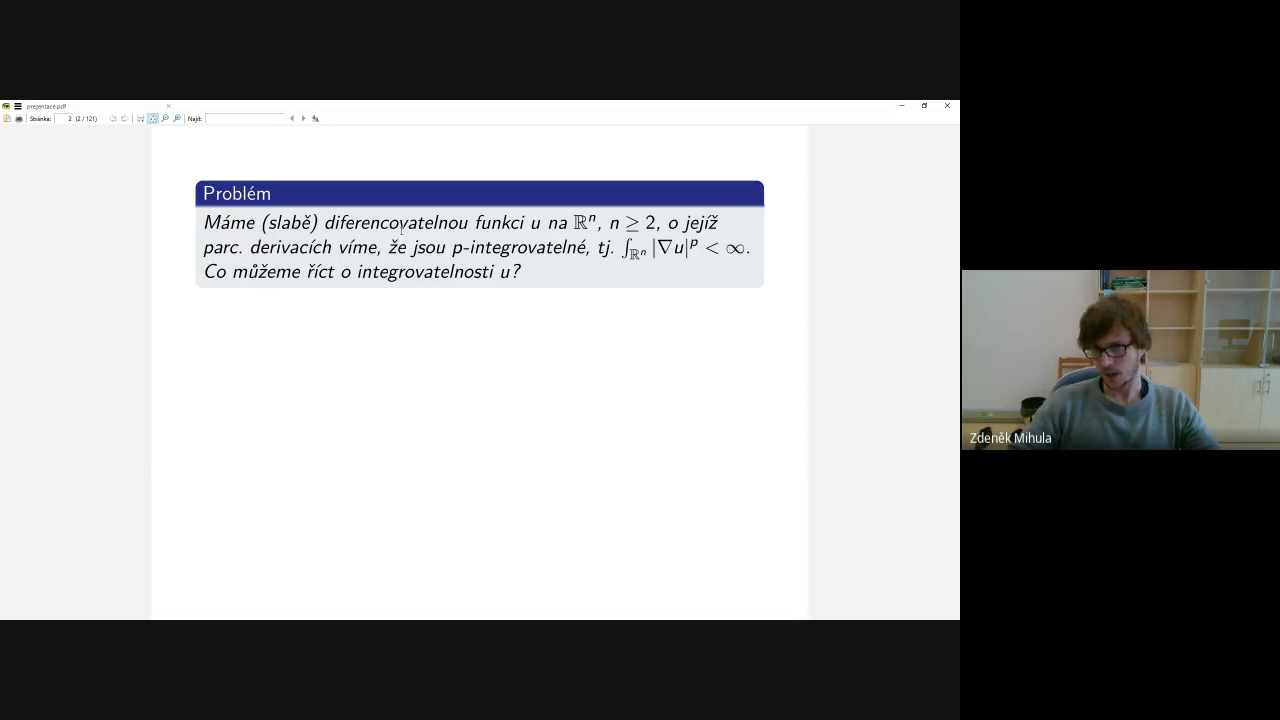 prezentace.pdf
Stránka: 2 (2 / 121) Najít:
Problém
Máme (slabě) diferencovatelnou funkci u na ℝⁿ, n ≥ 2, o jejíž
parc. derivacích víme, že jsou p-integrovatelné, tj. ∫_ℝⁿ |∇u|ᵖ < ∞.
Co můžeme říct o integrovatelnosti u?
Zdeněk Mihula